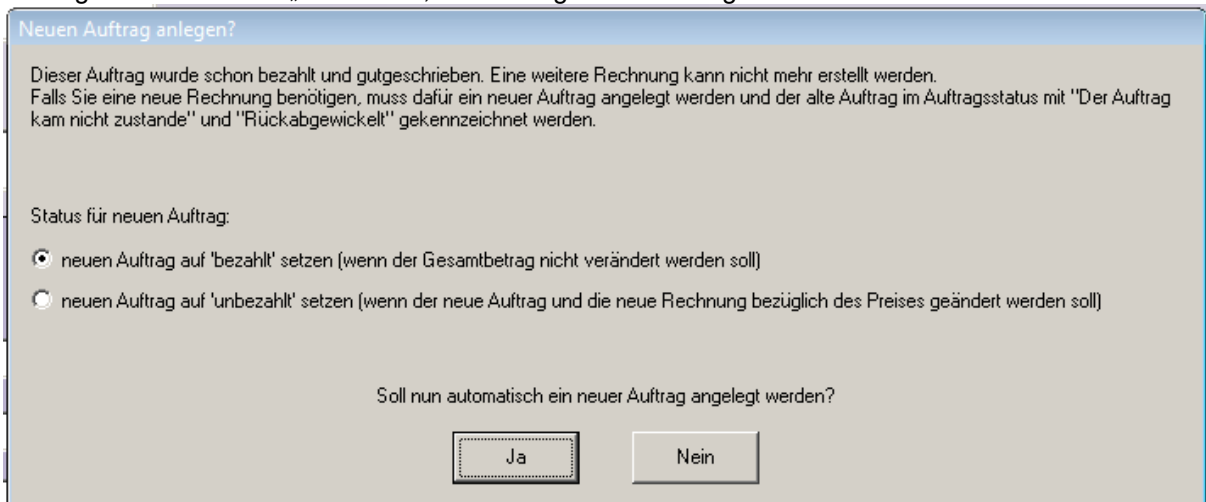 Neuen Auftrag anlegen?
Dieser Auftrag wurde schon bezahlt und gutgeschrieben. Eine weitere Rechnung kann nicht mehr erstellt werden.
Falls Sie eine neue Rechnung benötigen, muss dafür ein neuer Auftrag angelegt werden und der alte Auftrag im Auftragsstatus mit "Der Auftrag
kam nicht zustande" und "Rückabgewickelt" gekennzeichnet werden.
Status für neuen Auftrag:
neuen Auftrag auf 'bezahlt' setzen (wenn der Gesamtbetrag nicht verändert werden soll)
neuen Auftrag auf 'unbezahlt' setzen (wenn der neue Auftrag und die neue Rechnung bezüglich des Preises geändert werden soll)
Soll nun automatisch ein neuer Auftrag angelegt werden?
Ja Nein